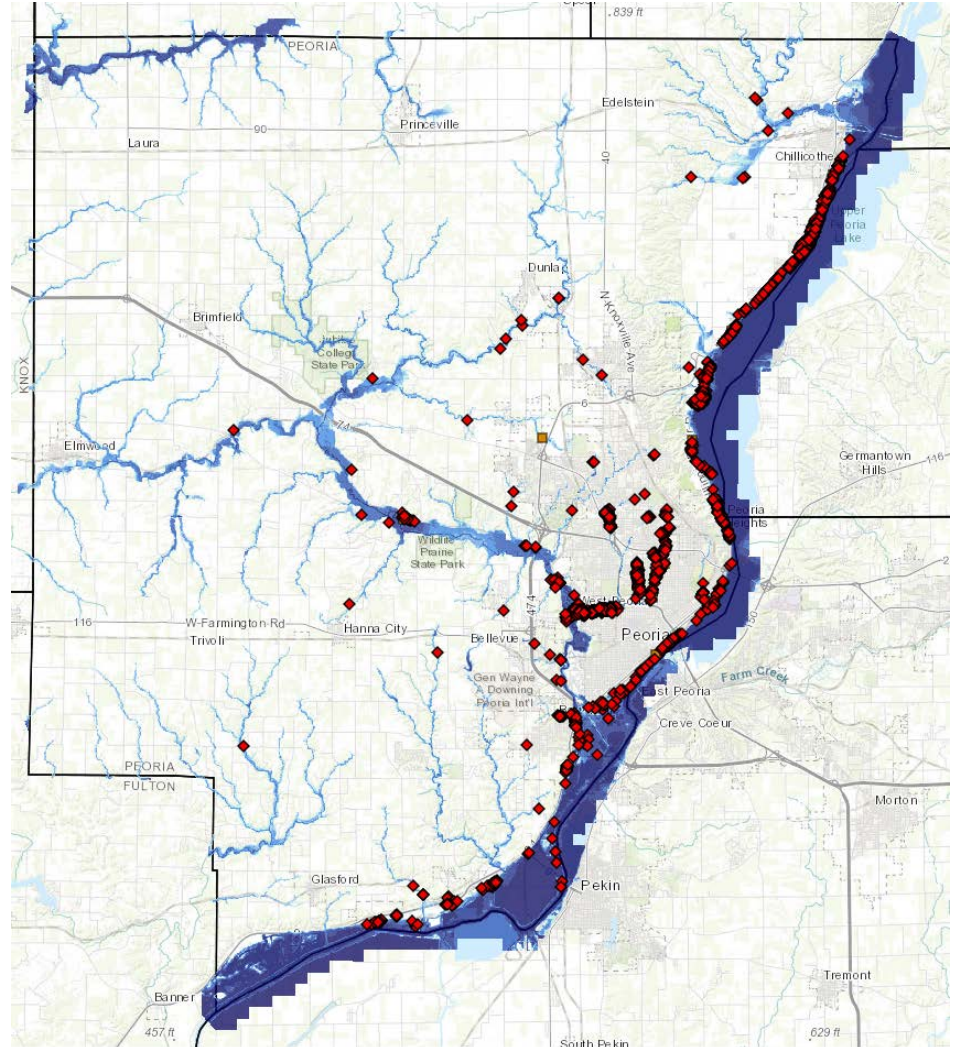 .839 ft
PEORIA
Edelstein
Princeville
90
Laura
40
Chillicothe
Upper
Peoria
Lake
Dunlap
N-Knoxville Ave
Brimfield
College
State Park
KNOX
6
74
Elmwood
Germantown
Hills
116
Peoria
Heights
Wildlife
Prairie
State Park
474
West Peoria
150
2
116
W-Farmington Rd
Trivoli
Hanna City
Bellevue
Peoria
Farm Creek
Gen Wayne
A Downing
Peoria Int'l
East Peoria
Creve Coeur
PEORIA
FULTON
Morton
Glasford
Pekin
Tremont
Banner
457 ft
629 ft
South Pekin